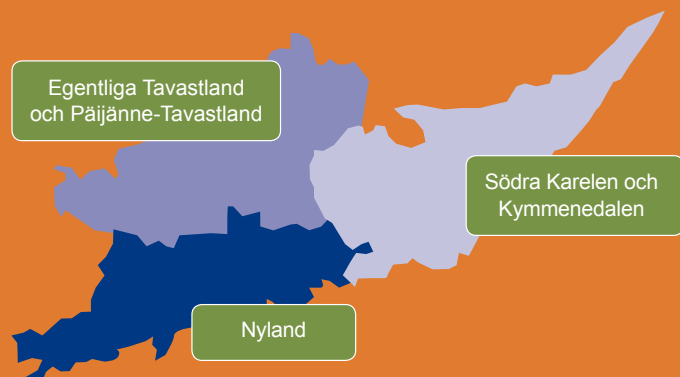 Egentliga Tavastland
och Päijänne-Tavastland
Södra Karelen och
Kymmenedalen
Nyland